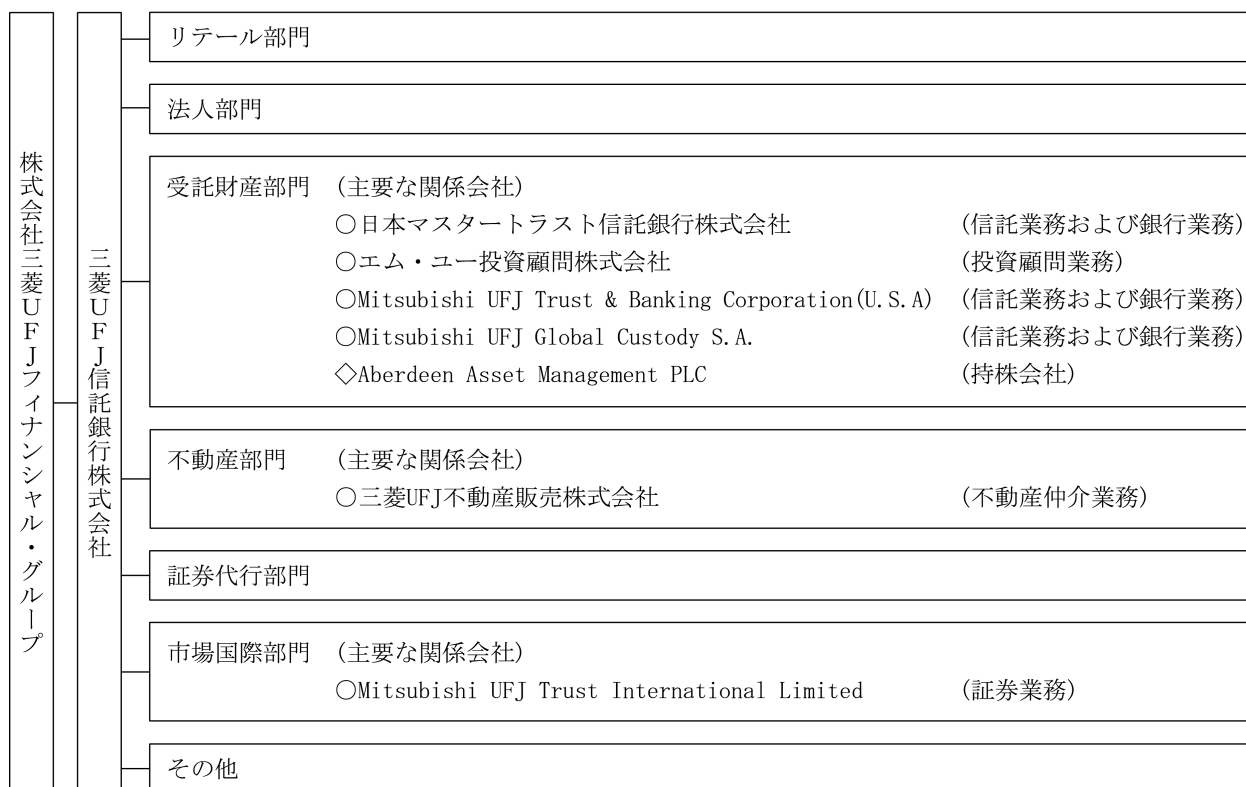 株式会社三菱ＵＦＪフィナンシャル・グループ
三菱ＵＦＪ信託銀行株式会社
リテール部門
法人部門
受託財産部門 (主要な関係会社)
○日本マスタートラスト信託銀行株式会社 (信託業務および銀行業務)
○エム・ユー投資顧問株式会社 (投資顧問業務)
○Mitsubishi UFJ Trust & Banking Corporation(U.S.A) (信託業務および銀行業務)
○Mitsubishi UFJ Global Custody S.A. (信託業務および銀行業務)
◇Aberdeen Asset Management PLC (持株会社)
不動産部門 (主要な関係会社)
○三菱UFJ不動産販売株式会社 (不動産仲介業務)
証券代行部門
市場国際部門 (主要な関係会社)
○Mitsubishi UFJ Trust International Limited (証券業務)
その他